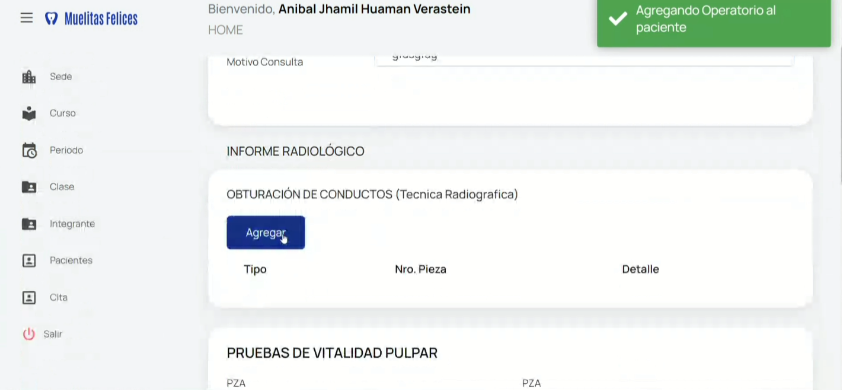 Muelitas Felices
Bienvenido, Anibal Jhamil Huaman Verastein
HOME
Agregando Operatorio al
paciente
Sede
Curso
Periodo
Clase
Integrante
Pacientes
Cita
Salir
Motivo Consulta
INFORME RADIOLÓGICO
OBTURACIÓN DE CONDUCTOS (Tecnica Radiografica)
Agregar
Tipo Nro. Pieza Detalle
PRUEBAS DE VITALIDAD PULPAR
PZA PZA